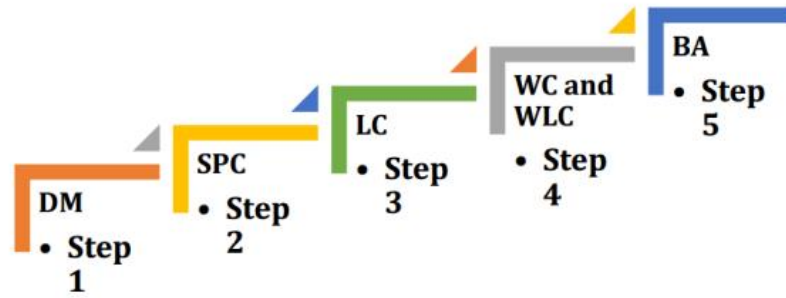 DM
• Step
1
SPC
• Step
2
LC
• Step
3
WC and
WLC
• Step
4
BA
• Step
5